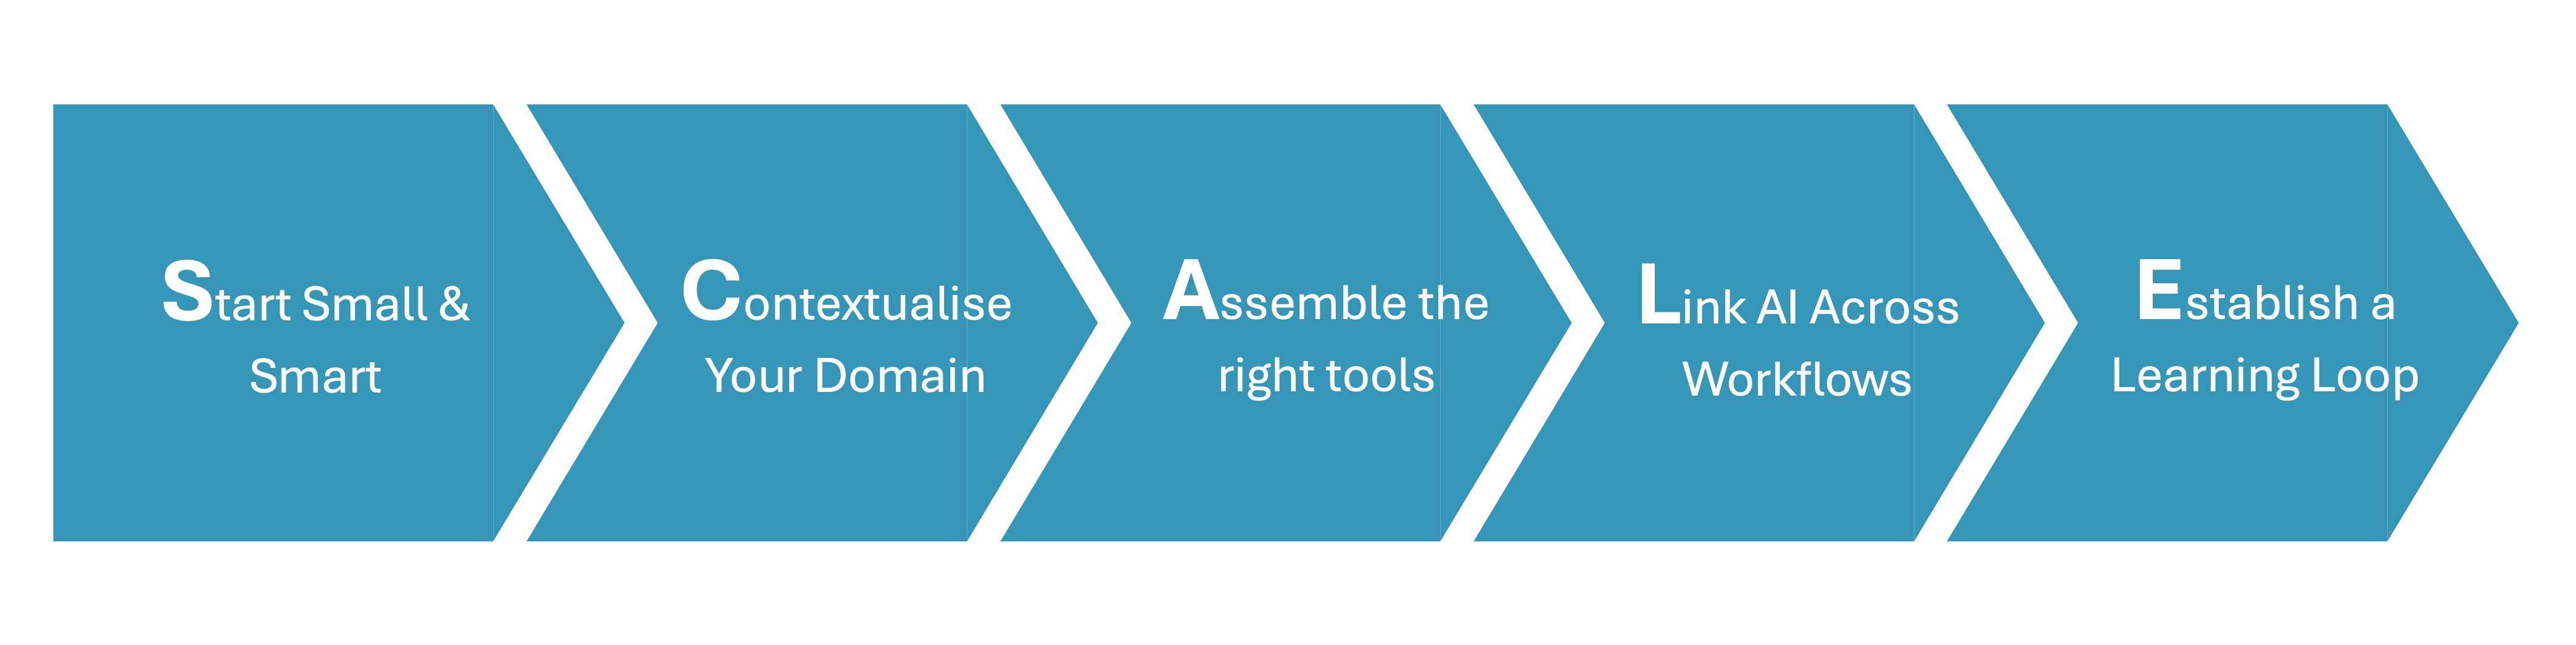 Start Small &
Smart
Contextualise
Your Domain
Assemble the
right tools
Link AI Across
Workflows
Establish a
Learning Loop